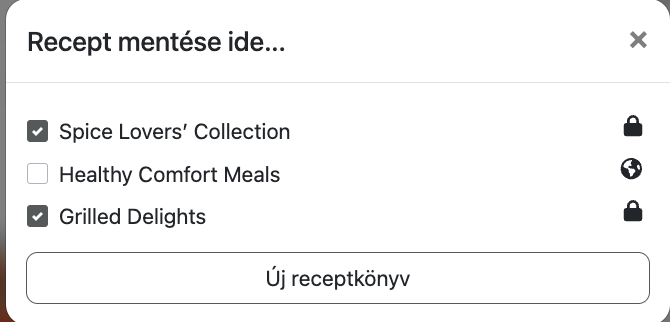 Recept mentése ide...
Spice Lovers’ Collection
Healthy Comfort Meals
Grilled Delights
Új receptkönyv